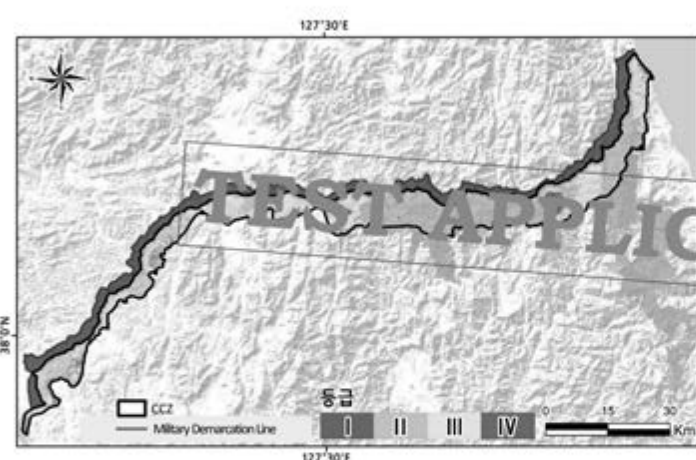 127°30'E
TEST APPLIC
38°0'N
등급
CCZ
Military Demarcation Line
I II III IV
0 15 30
Km
127°30'E